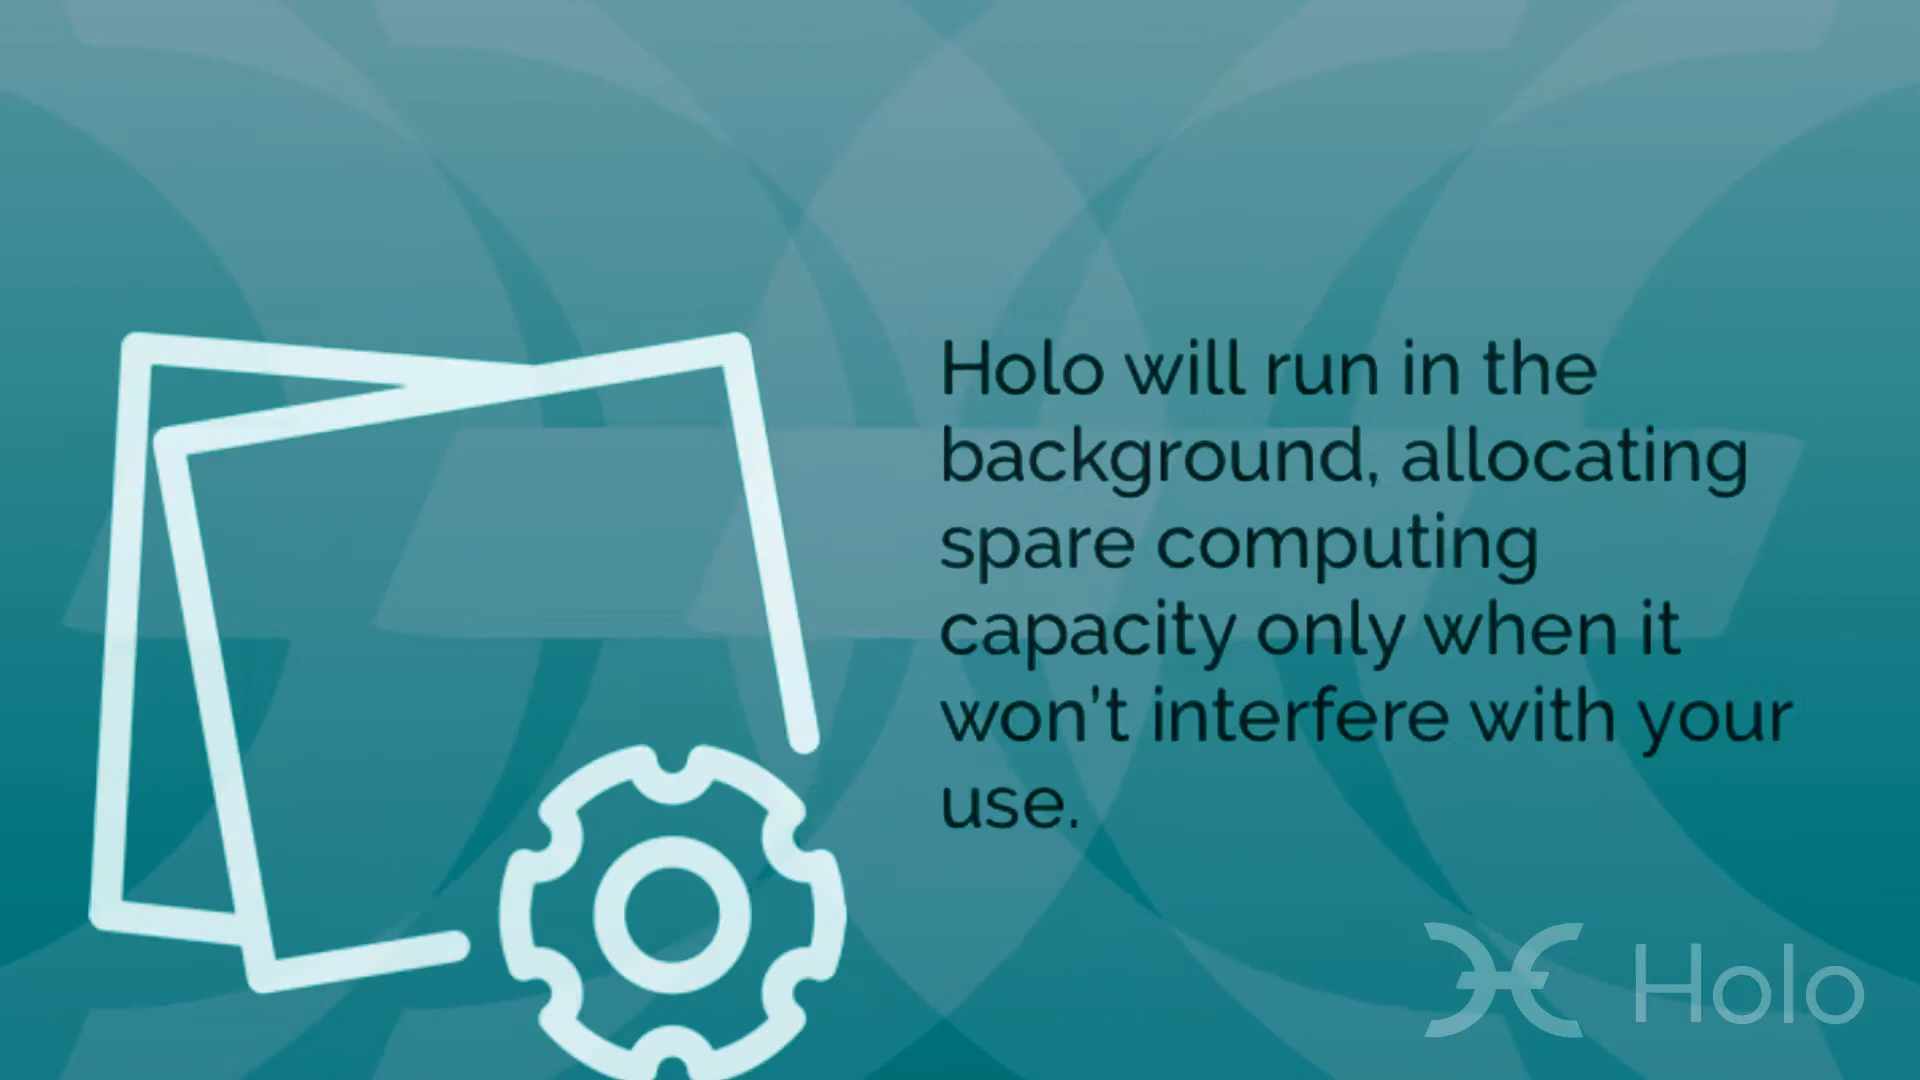 Holo will run in the
background, allocating
spare computing
capacity only when it
won’t interfere with your
use.
Holo